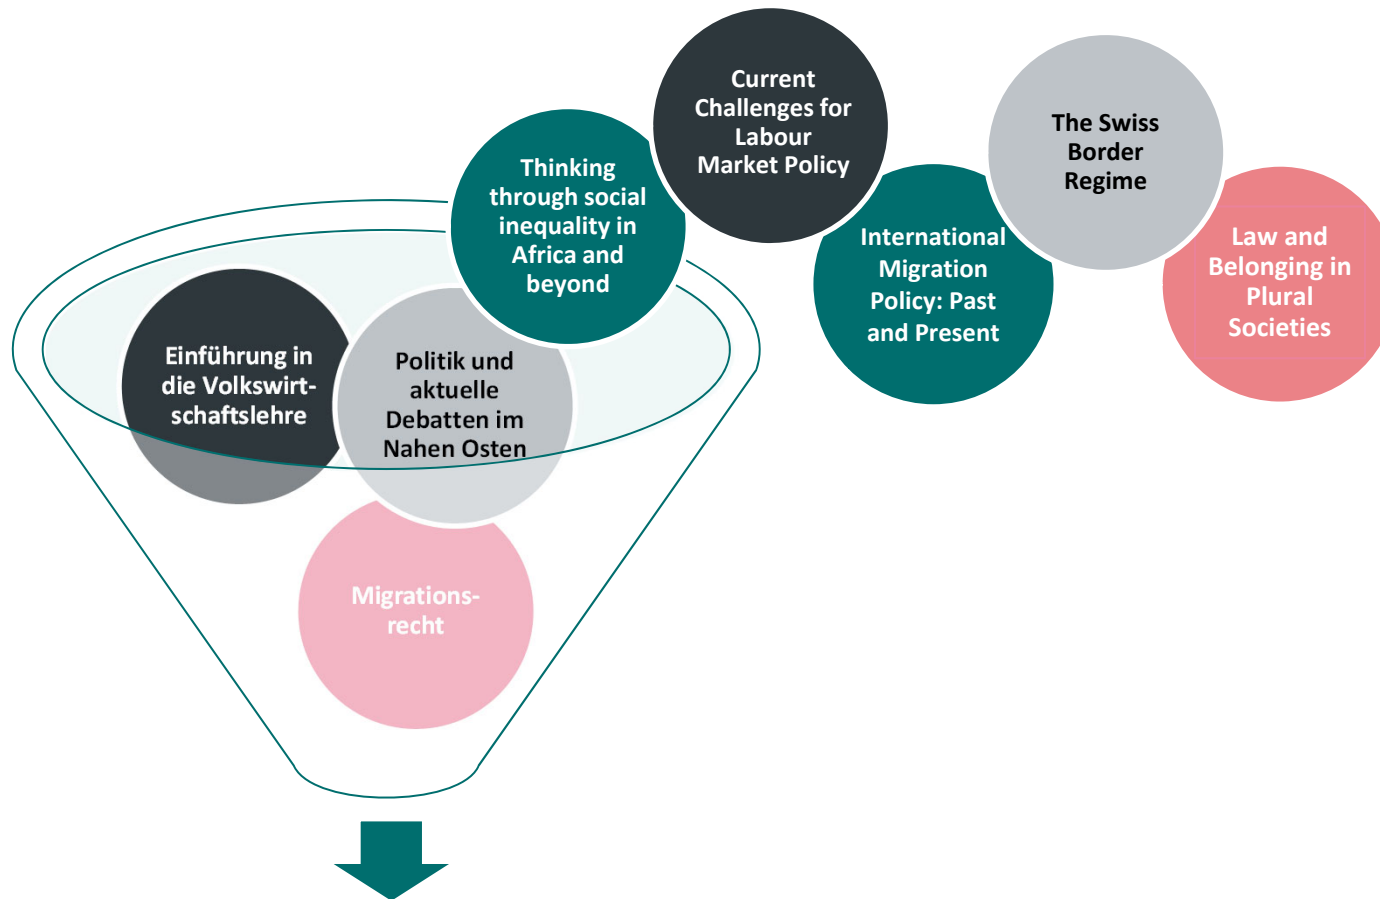 Current
Challenges for
Labour
Market Policy
The Swiss
Border
Regime
Thinking
through social
inequality in
Africa and
beyond
International
Migration
Policy: Past
and Present
Law and
Belonging in
Plural
Societies
Einführung in
die Volkswirt-
schaftslehre
Politik und
aktuelle
Debatten im
Nahen Osten
Migrations-
recht